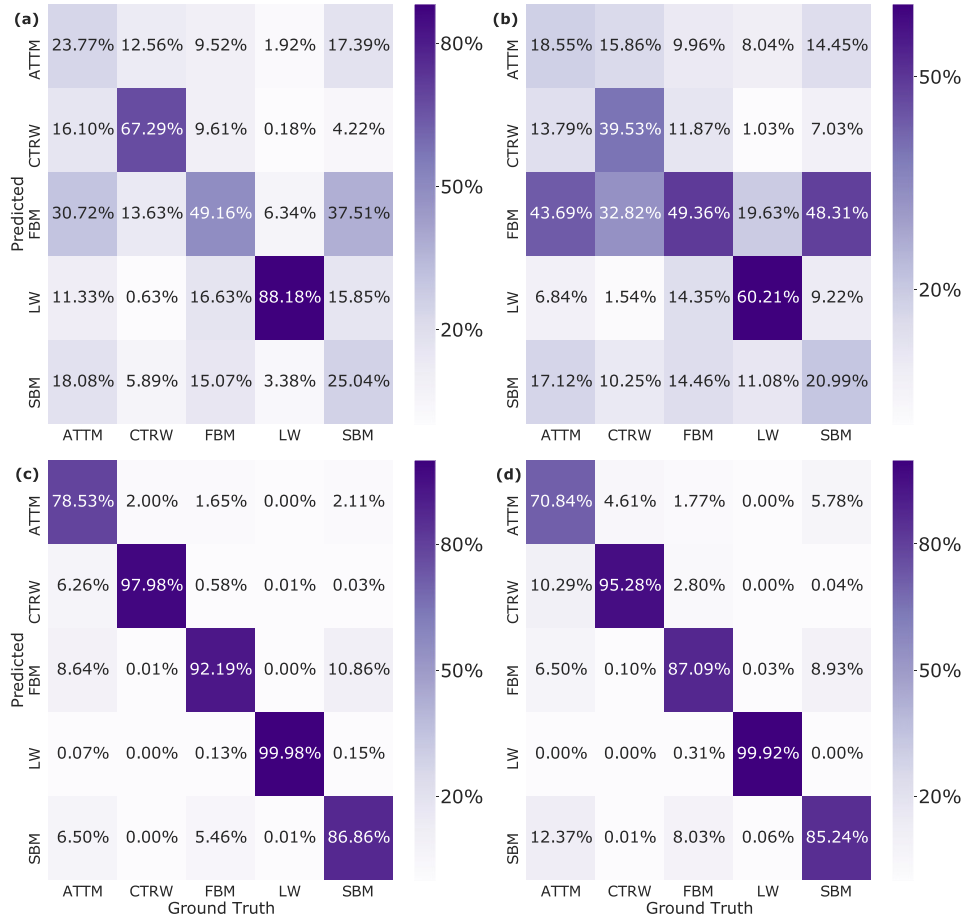 (a)
ATTM 23.77% 12.56% 9.52% 1.92% 17.39%
CTRW 16.10% 67.29% 9.61% 0.18% 4.22%
FBM 30.72% 13.63% 49.16% 6.34% 37.51%
LW 11.33% 0.63% 16.63% 88.18% 15.85%
SBM 18.08% 5.89% 15.07% 3.38% 25.04%
ATTM CTRW FBM LW SBM
Predicted
80%
50%
20%
(b)
ATTM 18.55% 15.86% 9.96% 8.04% 14.45%
CTRW 13.79% 39.53% 11.87% 1.03% 7.03%
FBM 43.69% 32.82% 49.36% 19.63% 48.31%
LW 6.84% 1.54% 14.35% 60.21% 9.22%
SBM 17.12% 10.25% 14.46% 11.08% 20.99%
ATTM CTRW FBM LW SBM
50%
20%
(c)
ATTM 78.53% 2.00% 1.65% 0.00% 2.11%
CTRW 6.26% 97.98% 0.58% 0.01% 0.03%
FBM 8.64% 0.01% 92.19% 0.00% 10.86%
LW 0.07% 0.00% 0.13% 99.98% 0.15%
SBM 6.50% 0.00% 5.46% 0.01% 86.86%
ATTM CTRW FBM LW SBM
Predicted
Ground Truth
80%
50%
20%
(d)
ATTM 70.84% 4.61% 1.77% 0.00% 5.78%
CTRW 10.29% 95.28% 2.80% 0.00% 0.04%
FBM 6.50% 0.10% 87.09% 0.03% 8.93%
LW 0.00% 0.00% 0.31% 99.92% 0.00%
SBM 12.37% 0.01% 8.03% 0.06% 85.24%
ATTM CTRW FBM LW SBM
Ground Truth
80%
50%
20%